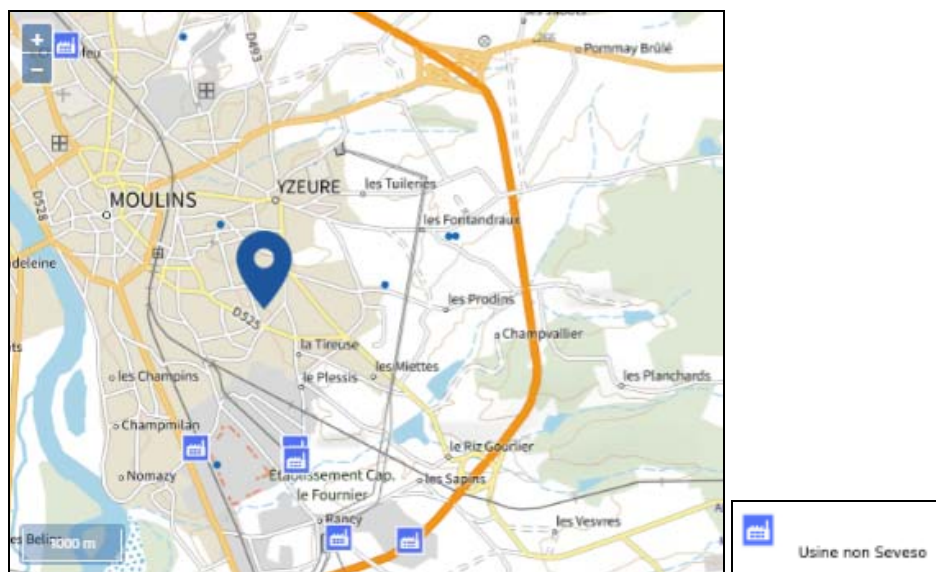 +
−
D493
Pommay Brûlé
MOULINS
YZEURE
les Tuileries
D528
les Fontandraux
deleine
les Prodins
D525
Champvallier
la Tireuse
les Miettes
les Champins
le Plessis
les Planchards
Champmilan
le Riz Gourlier
Nomazy
Etablissement Cap.
le Fournier
les Sapins
Rancy
les Vesvres
1000 m
Usine non Seveso